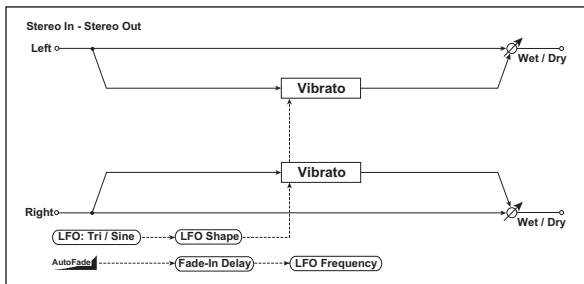 Stereo In - Stereo Out
Left
Wet / Dry
Vibrato
Vibrato
Right
Wet / Dry
LFO: Tri / Sine
LFO Shape
AutoFade
Fade-In Delay
LFO Frequency